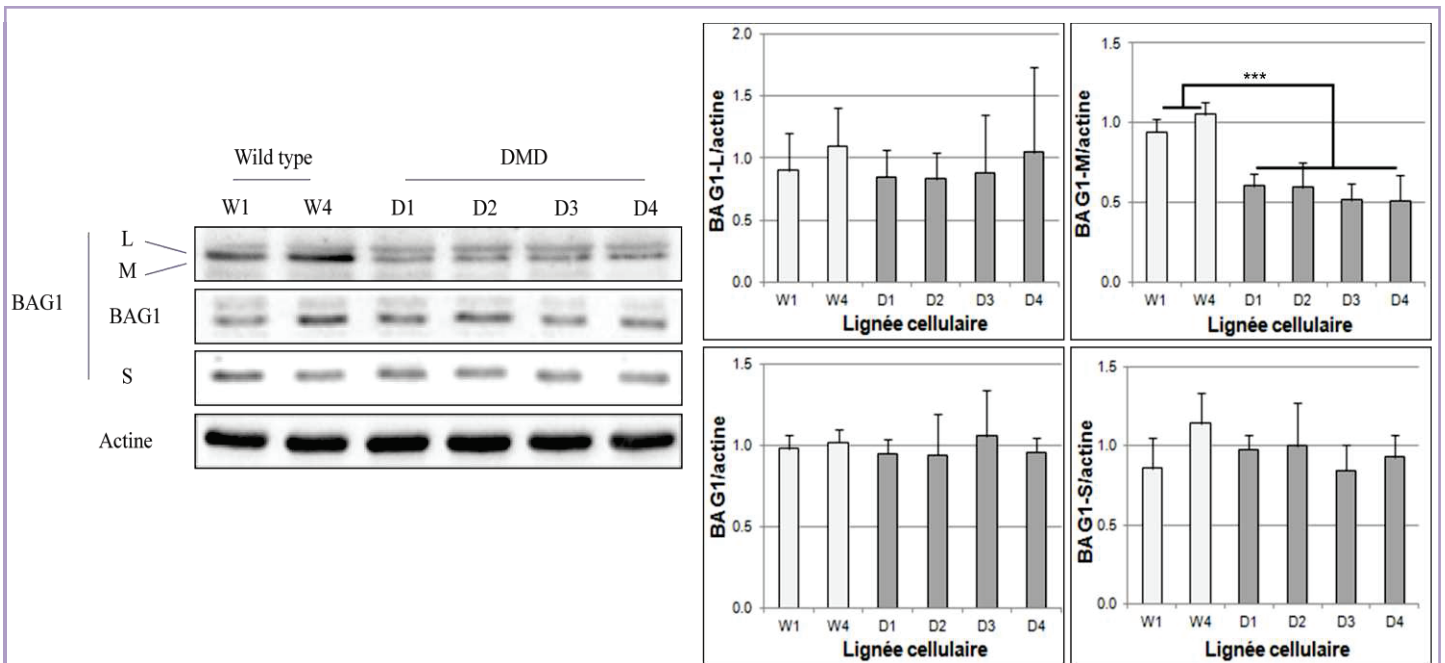 Wild type DMD
W1 W4 D1 D2 D3 D4
L
M
BAG1
BAG1
S
Actine
2.0
1.5
1.0
0.5
0.0
BAG1-L/actine
W1 W4 D1 D2 D3 D4
Lignée cellulaire
1.5
1.0
0.5
0.0
BAG1-M/actine
***
W1 W4 D1 D2 D3 D4
Lignée cellulaire
1.5
1.0
0.5
0.0
BAG1/actine
W1 W4 D1 D2 D3 D4
Lignée cellulaire
1.5
1.0
0.5
0.0
BAG1-S/actine
W1 W4 D1 D2 D3 D4
Lignée cellulaire